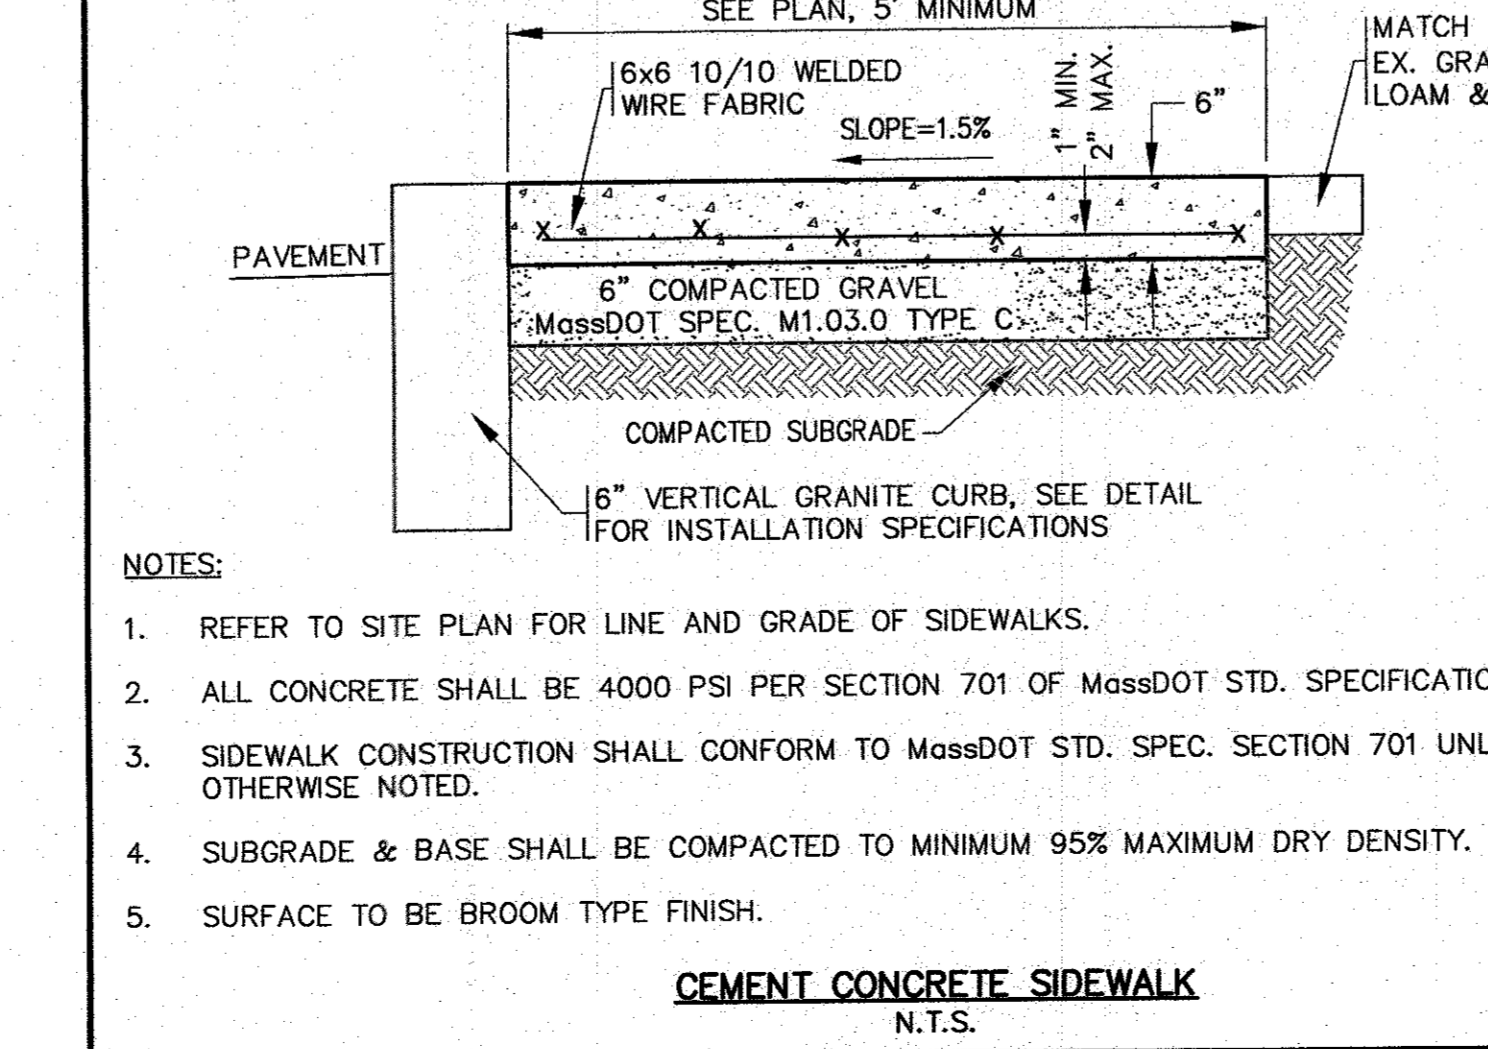 SEE PLAN, 5' MINIMUM
MATCH
EX. GRA
LOAM &
6x6 10/10 WELDED
WIRE FABRIC
SLOPE=1.5%
1" MIN.
2" MAX.
6"
PAVEMENT
6" COMPACTED GRAVEL
MassDOT SPEC. M1.03.0 TYPE C
COMPACTED SUBGRADE
6" VERTICAL GRANITE CURB, SEE DETAIL
FOR INSTALLATION SPECIFICATIONS
NOTES:
1. REFER TO SITE PLAN FOR LINE AND GRADE OF SIDEWALKS.
2. ALL CONCRETE SHALL BE 4000 PSI PER SECTION 701 OF MassDOT STD. SPECIFICATIO
3. SIDEWALK CONSTRUCTION SHALL CONFORM TO MassDOT STD. SPEC. SECTION 701 UNL
OTHERWISE NOTED.
4. SUBGRADE & BASE SHALL BE COMPACTED TO MINIMUM 95% MAXIMUM DRY DENSITY.
5. SURFACE TO BE BROOM TYPE FINISH.
CEMENT CONCRETE SIDEWALK
N.T.S.